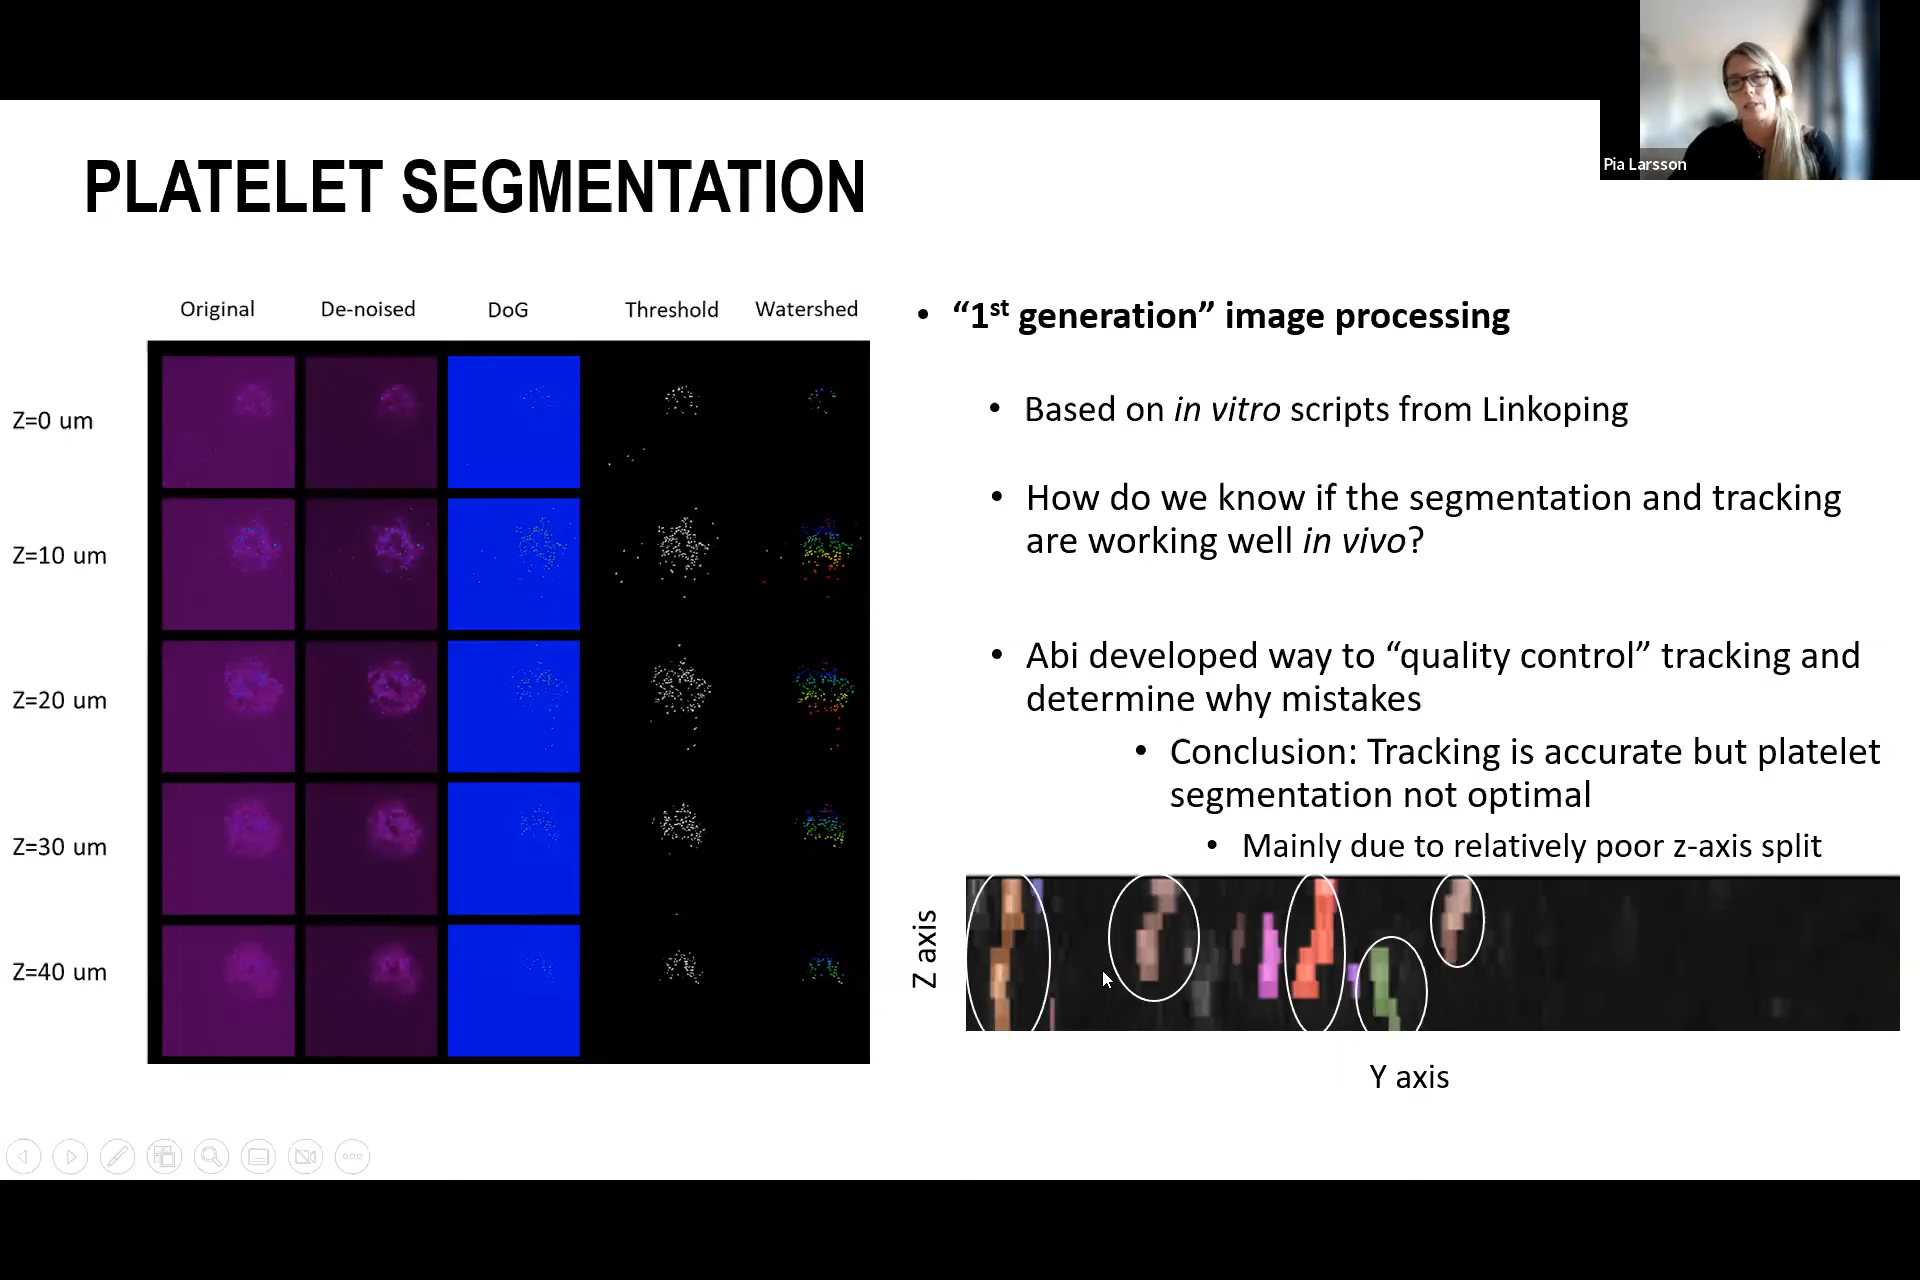 Pia Larsson
PLATELET SEGMENTATION
Original De-noised DoG Threshold Watershed
Z=0 um
Z=10 um
Z=20 um
Z=30 um
Z=40 um
• “1st generation” image processing
• Based on in vitro scripts from Linkoping
• How do we know if the segmentation and tracking
are working well in vivo?
• Abi developed way to “quality control” tracking and
determine why mistakes
• Conclusion: Tracking is accurate but platelet
segmentation not optimal
• Mainly due to relatively poor z-axis split
Z axis
Y axis